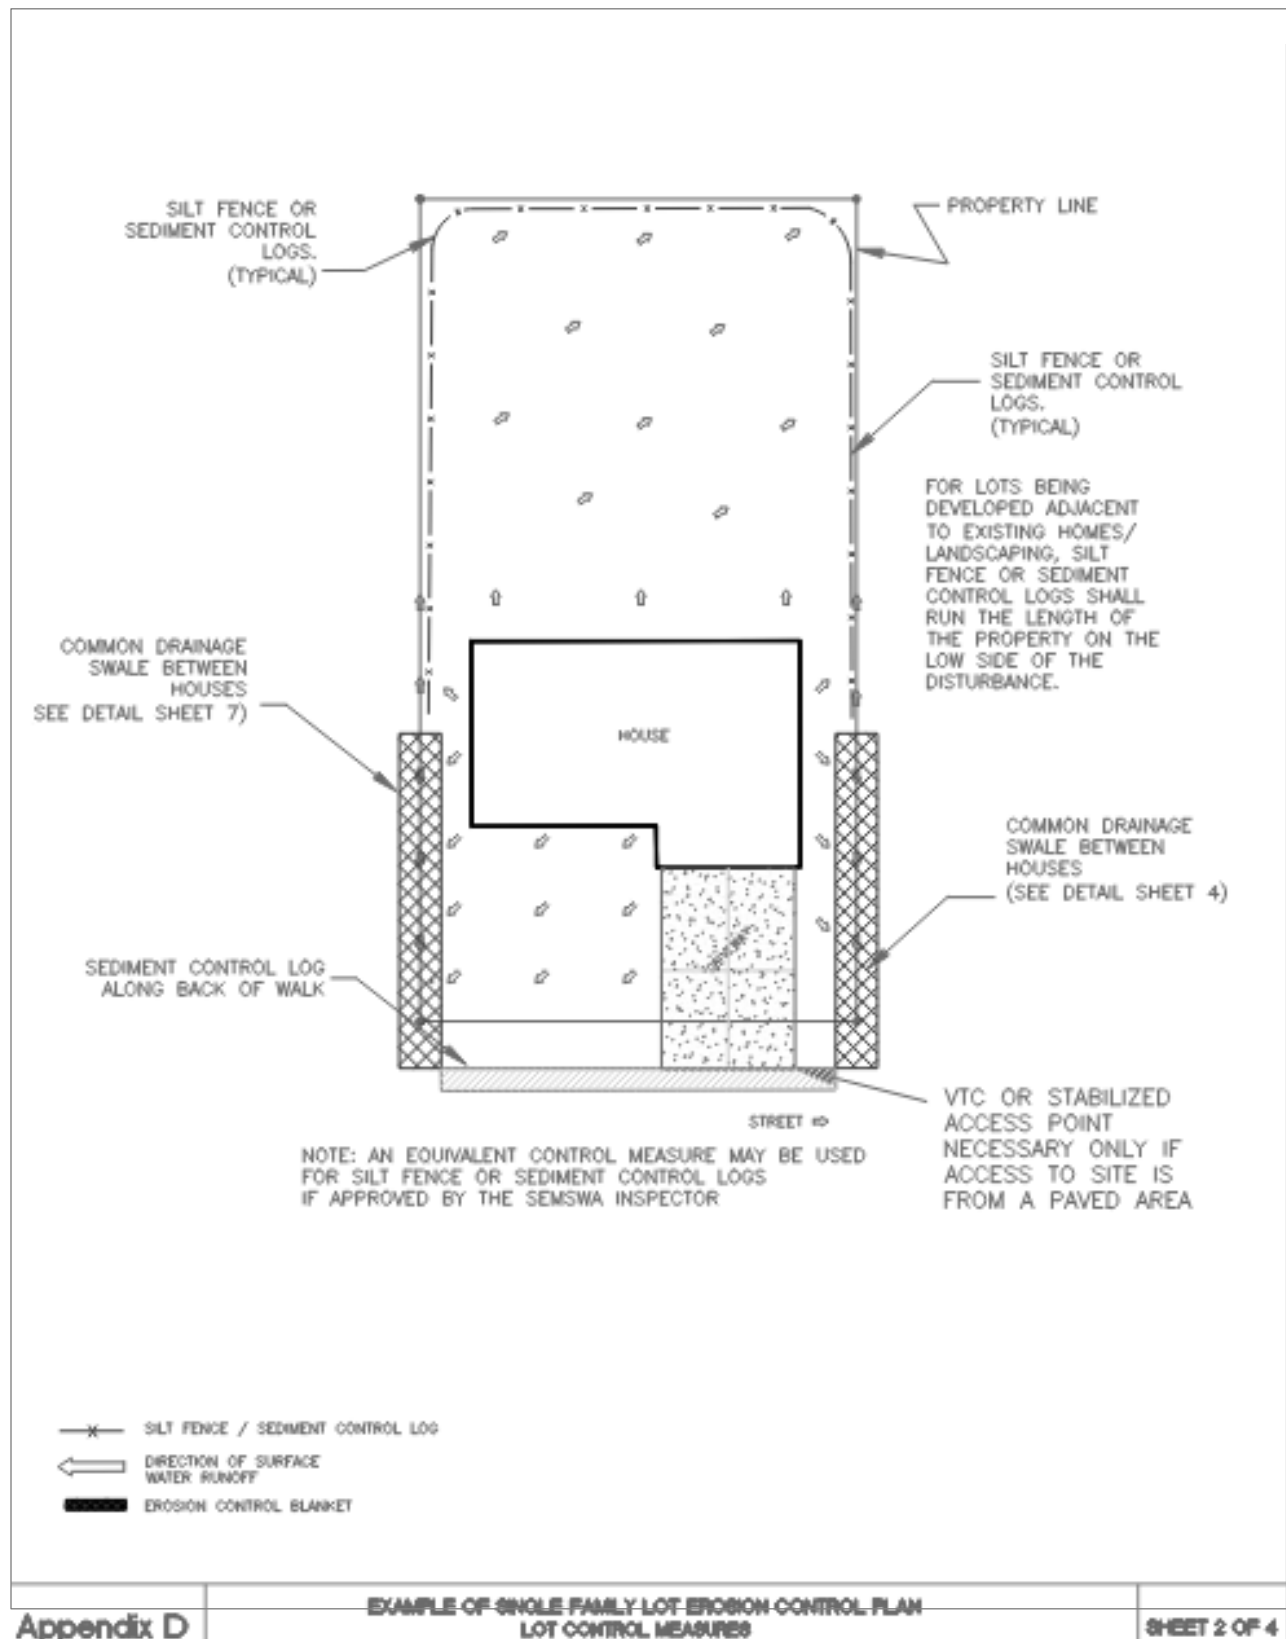 SILT FENCE OR
SEDIMENT CONTROL
LOGS.
(TYPICAL)
PROPERTY LINE
SILT FENCE OR
SEDIMENT CONTROL
LOGS.
(TYPICAL)
FOR LOTS BEING
DEVELOPED ADJACENT
TO EXISTING HOMES/
LANDSCAPING, SILT
FENCE OR SEDIMENT
CONTROL LOGS SHALL
RUN THE LENGTH OF
THE PROPERTY ON THE
LOW SIDE OF THE
DISTURBANCE.
COMMON DRAINAGE
SWALE BETWEEN
HOUSES
SEE DETAIL SHEET 7)
HOUSE
COMMON DRAINAGE
SWALE BETWEEN
HOUSES
(SEE DETAIL SHEET 4)
SEDIMENT CONTROL LOG
ALONG BACK OF WALK
VTC OR STABILIZED
ACCESS POINT
NECESSARY ONLY IF
ACCESS TO SITE IS
FROM A PAVED AREA
STREET
NOTE: AN EQUIVALENT CONTROL MEASURE MAY BE USED
FOR SILT FENCE OR SEDIMENT CONTROL LOGS
IF APPROVED BY THE SEMSWA INSPECTOR
SILT FENCE / SEDIMENT CONTROL LOG
DIRECTION OF SURFACE
WATER RUNOFF
EROSION CONTROL BLANKET
Appendix D
EXAMPLE OF SINGLE FAMILY LOT EROSION CONTROL PLAN
LOT CONTROL MEASURES
SHEET 2 OF 4